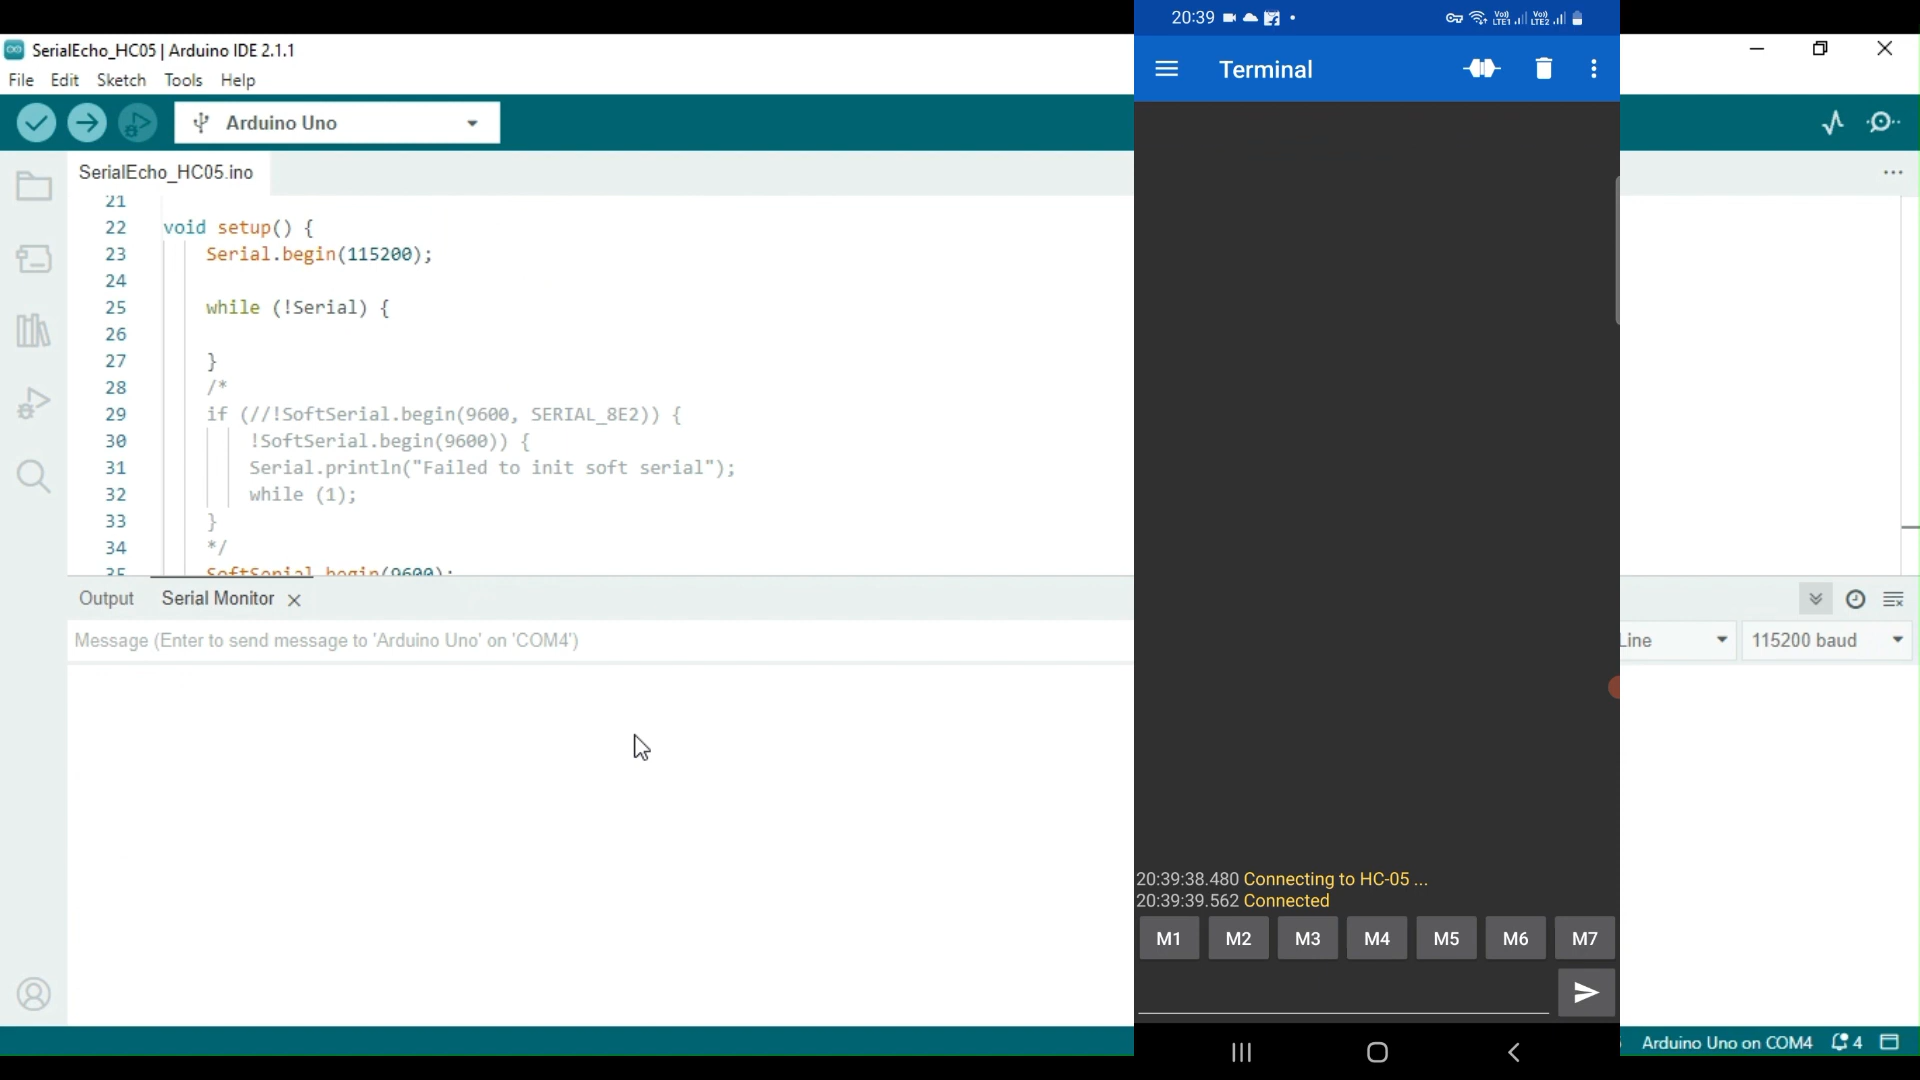 SerialEcho_HC05 | Arduino IDE 2.1.1
File Edit Sketch Tools Help
Arduino Uno
SerialEcho_HC05.ino
21
22 void setup() {
23 Serial.begin(115200);
24
25 while (!Serial) {
26
27 }
28 /*
29 if (//!SoftSerial.begin(9600, SERIAL_8E2)) {
30 !SoftSerial.begin(9600)) {
31 Serial.println("Failed to init soft serial");
32 while (1);
33 }
34 */
35 SoftSerial.begin(9600);
Output Serial Monitor
Message (Enter to send message to 'Arduino Uno' on 'COM4')
Line 115200 baud
Arduino Uno on COM4 4
20:39 Vo)) LTE1 Vo)) LTE2
Terminal
20:39:38.480 Connecting to HC-05 ...
20:39:39.562 Connected
M1 M2 M3 M4 M5 M6 M7